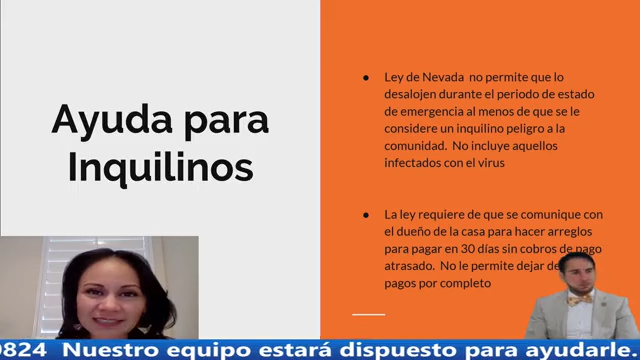 Ayuda para
Inquilinos
● Ley de Nevada no permite que lo
desalojen durante el periodo de estado
de emergencia al menos de que se le
considere un inquilino peligro a la
comunidad. No incluye aquellos
infectados con el virus
● La ley requiere de que se comunique con
el dueño de la casa para hacer arreglos
para pagar en 30 días sin cobros de pago
atrasado. No le permite dejar de
pagos por completo
0824 Nuestro equipo estará dispuesto para ayudarle.